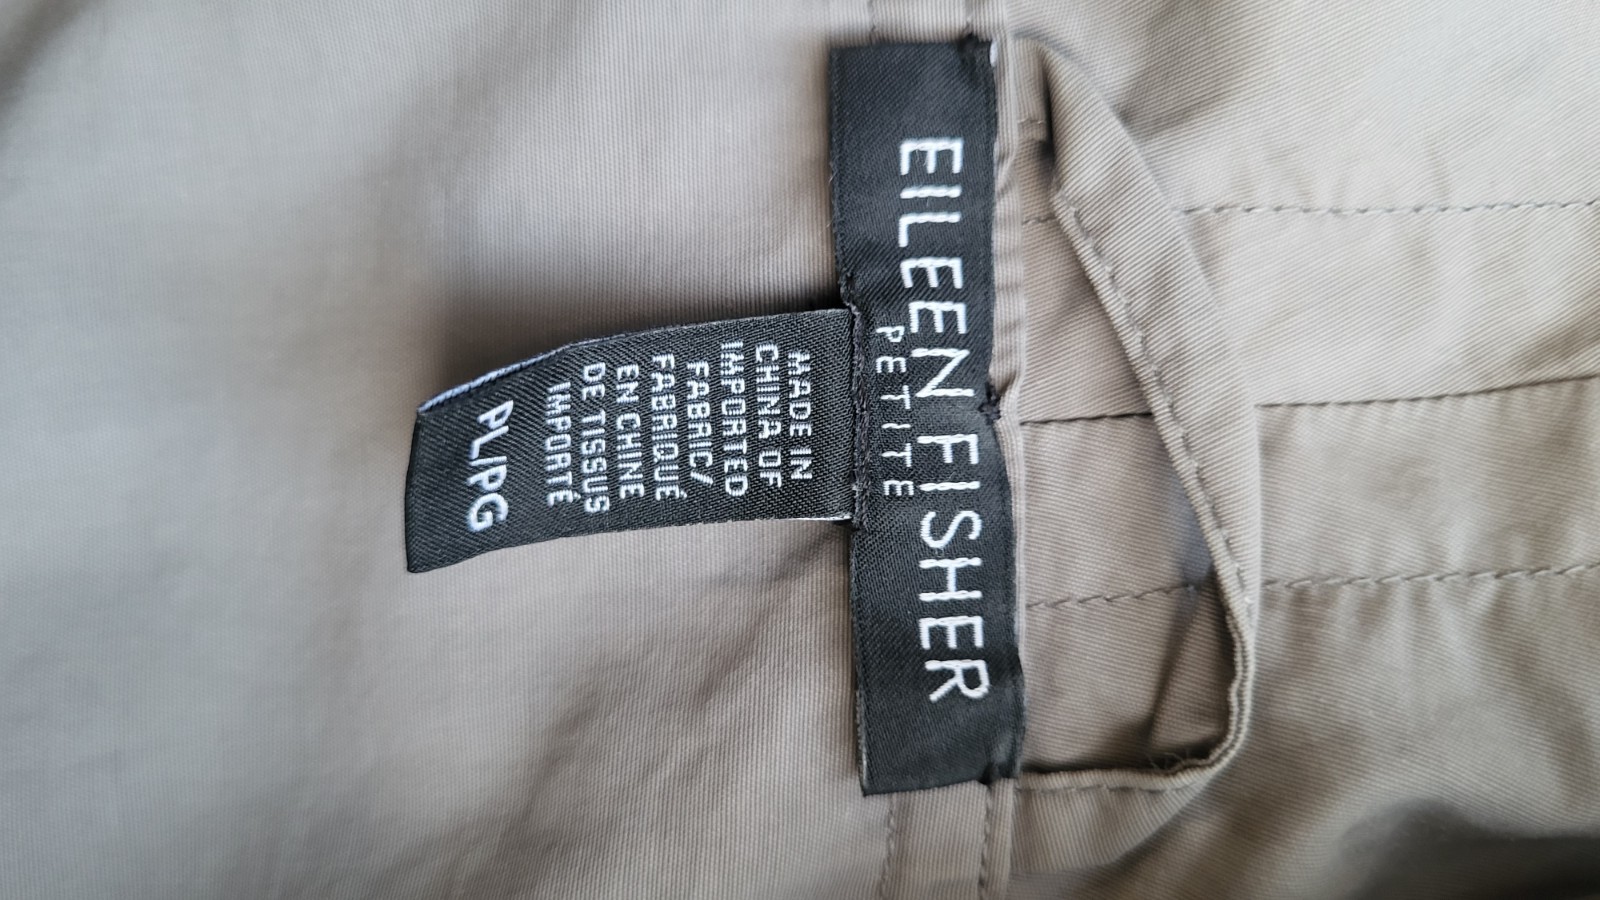 EILEEN FISHER
PETITE
MADE IN
CHINA OF
IMPORTED
FABRIC/
FABRIQUÉ
EN CHINE
DE TISSUS
IMPORTÉ
PL/PG